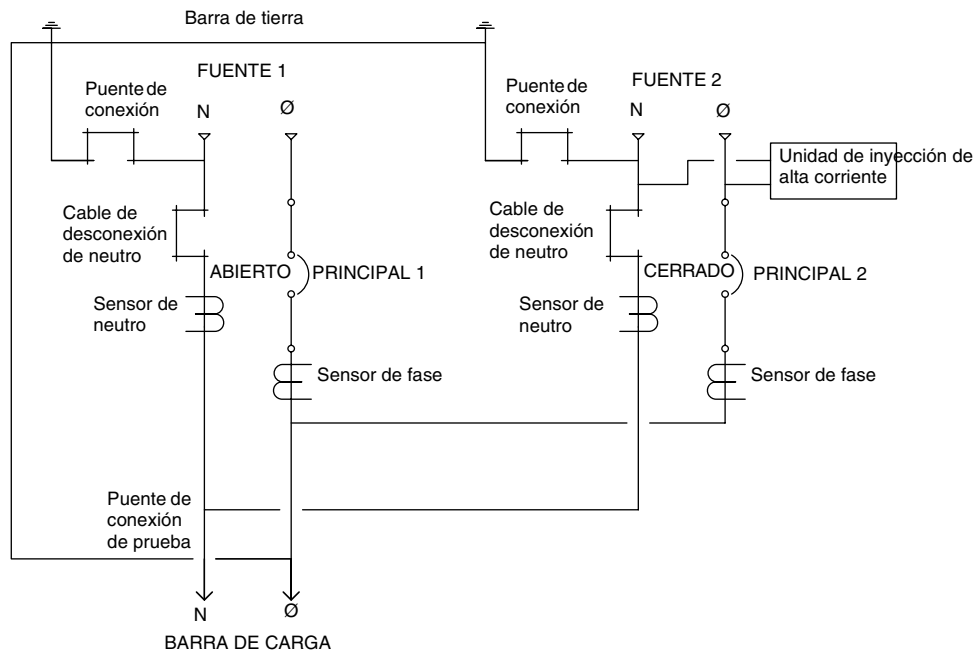 Barra de tierra
FUENTE 1
Puente de
conexión
N
Ø
FUENTE 2
Puente de
conexión
N
Ø
Unidad de inyección de
alta corriente
Cable de
desconexión
de neutro
ABIERTO
PRINCIPAL 1
Sensor de
neutro
Sensor de fase
Cable de
desconexión
de neutro
CERRADO
PRINCIPAL 2
Sensor de
neutro
Sensor de fase
Puente de
conexión
de prueba
N
Ø
BARRA DE CARGA